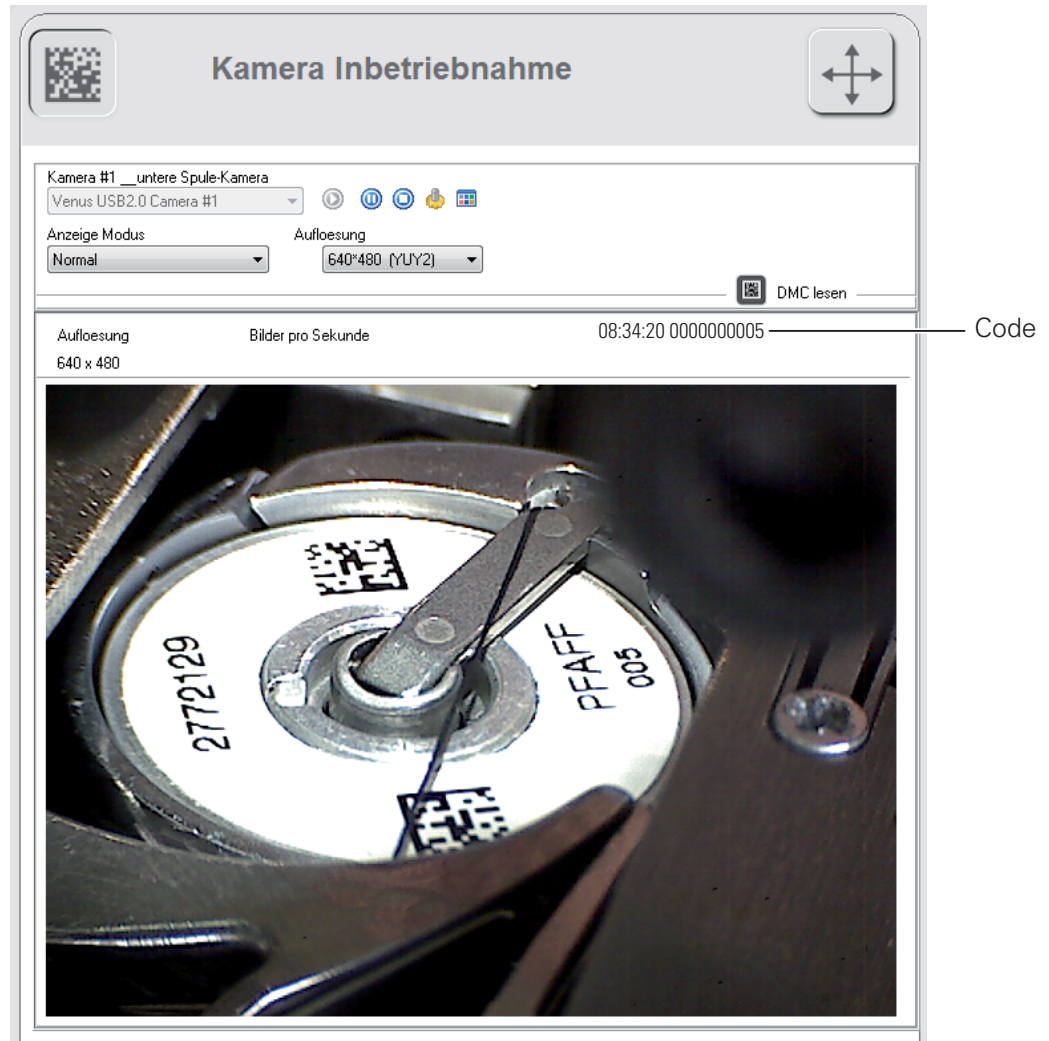 Kamera Inbetriebnahme
Kamera #1 __untere Spule-Kamera
Venus USB2.0 Camera #1
Anzeige Modus
Aufloesung
Normal
640*480 (YUY2)
DMC lesen
Aufloesung
Bilder pro Sekunde
08:34:20 0000000005
Code
640 x 480
2772129
PFAFF
005